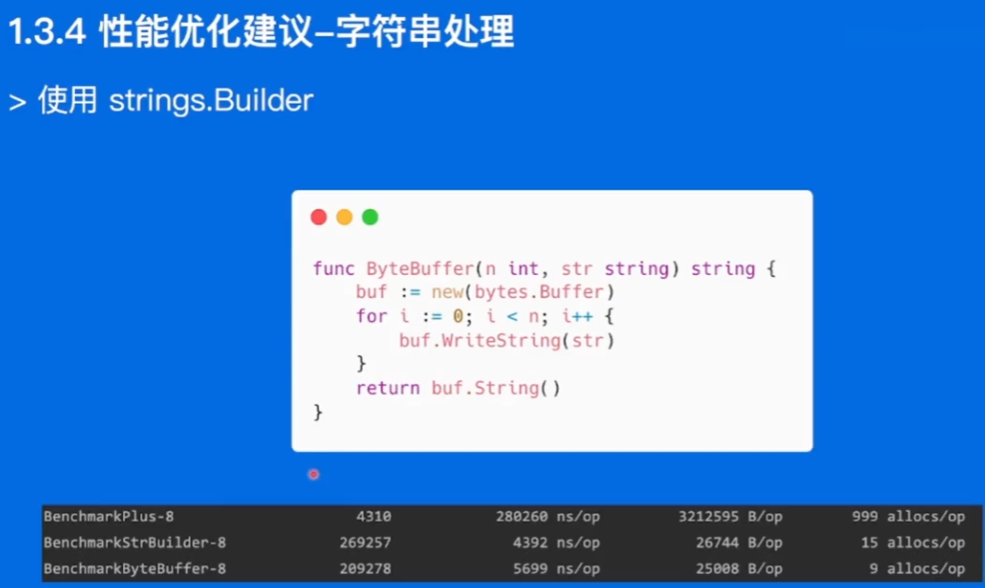 1.3.4 性能优化建议–字符串处理
> 使用 strings.Builder
func ByteBuffer(n int, str string) string {
    buf := new(bytes.Buffer)
    for i := 0; i < n; i++ {
        buf.WriteString(str)
    }
    return buf.String()
}
BenchmarkPlus-8 4310 280260 ns/op 3212595 B/op 999 allocs/op
BenchmarkStrBuilder-8 269257 4392 ns/op 26744 B/op 15 allocs/op
BenchmarkByteBuffer-8 209278 5699 ns/op 25008 B/op 9 allocs/op